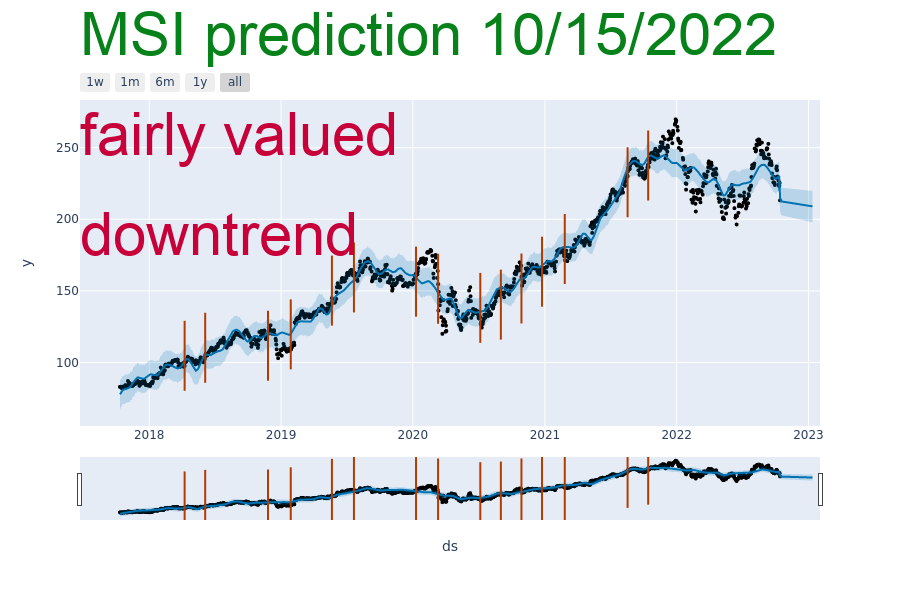 MSI prediction 10/15/2022
1w 1m 6m 1y all
fairly valued
downtrend
250
200
150
100
y
2018 2019 2020 2021 2022 2023
ds